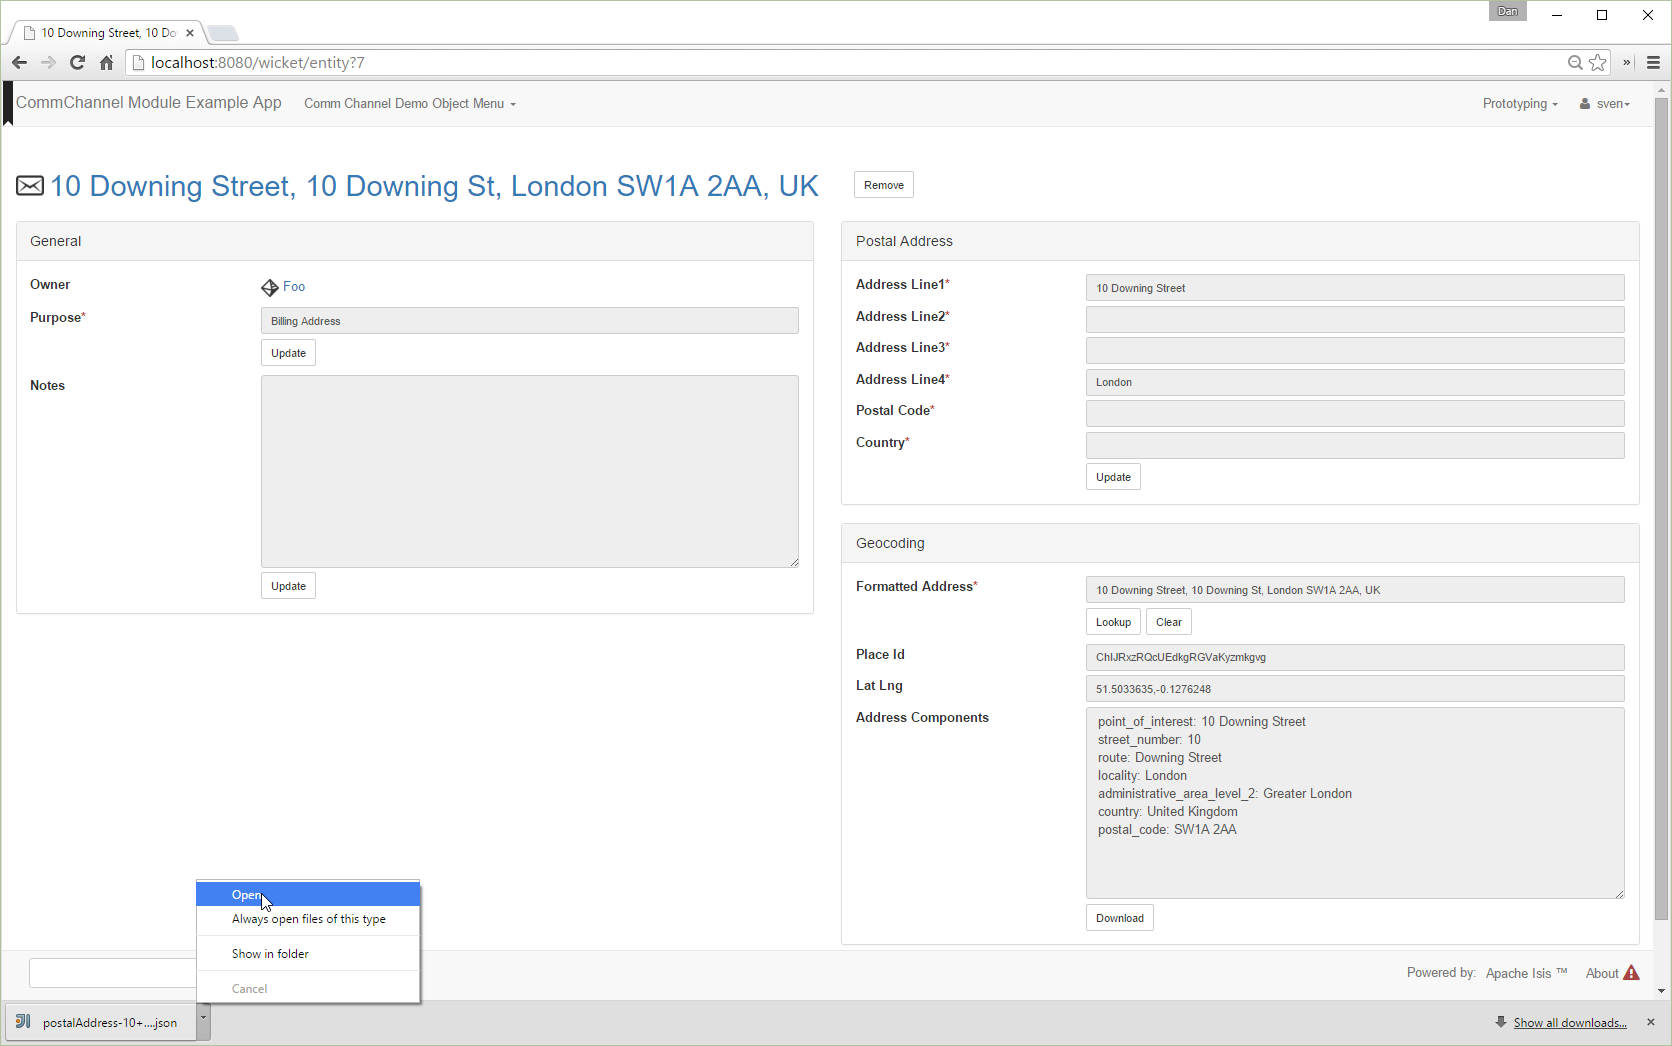 Dan
10 Downing Street, 10 Do
localhost:8080/wicket/entity?7
CommChannel Module Example App
Comm Channel Demo Object Menu
Prototyping
sven
10 Downing Street, 10 Downing St, London SW1A 2AA, UK
Remove
General
Owner
Foo
Purpose*
Billing Address
Update
Notes
Update
Postal Address
Address Line1*
10 Downing Street
Address Line2*
Address Line3*
Address Line4*
London
Postal Code*
Country*
Update
Geocoding
Formatted Address*
10 Downing Street, 10 Downing St, London SW1A 2AA, UK
Lookup
Clear
Place Id
ChIJRxzRQcUEdkgRGVaKyzmkgvg
Lat Lng
51.5033635,-0.1276248
Address Components
point_of_interest: 10 Downing Street
street_number: 10
route: Downing Street
locality: London
administrative_area_level_2: Greater London
country: United Kingdom
postal_code: SW1A 2AA
Download
Open
Always open files of this type
Show in folder
Cancel
Powered by: Apache Isis ™
About
postalAddress-10+....json
Show all downloads...